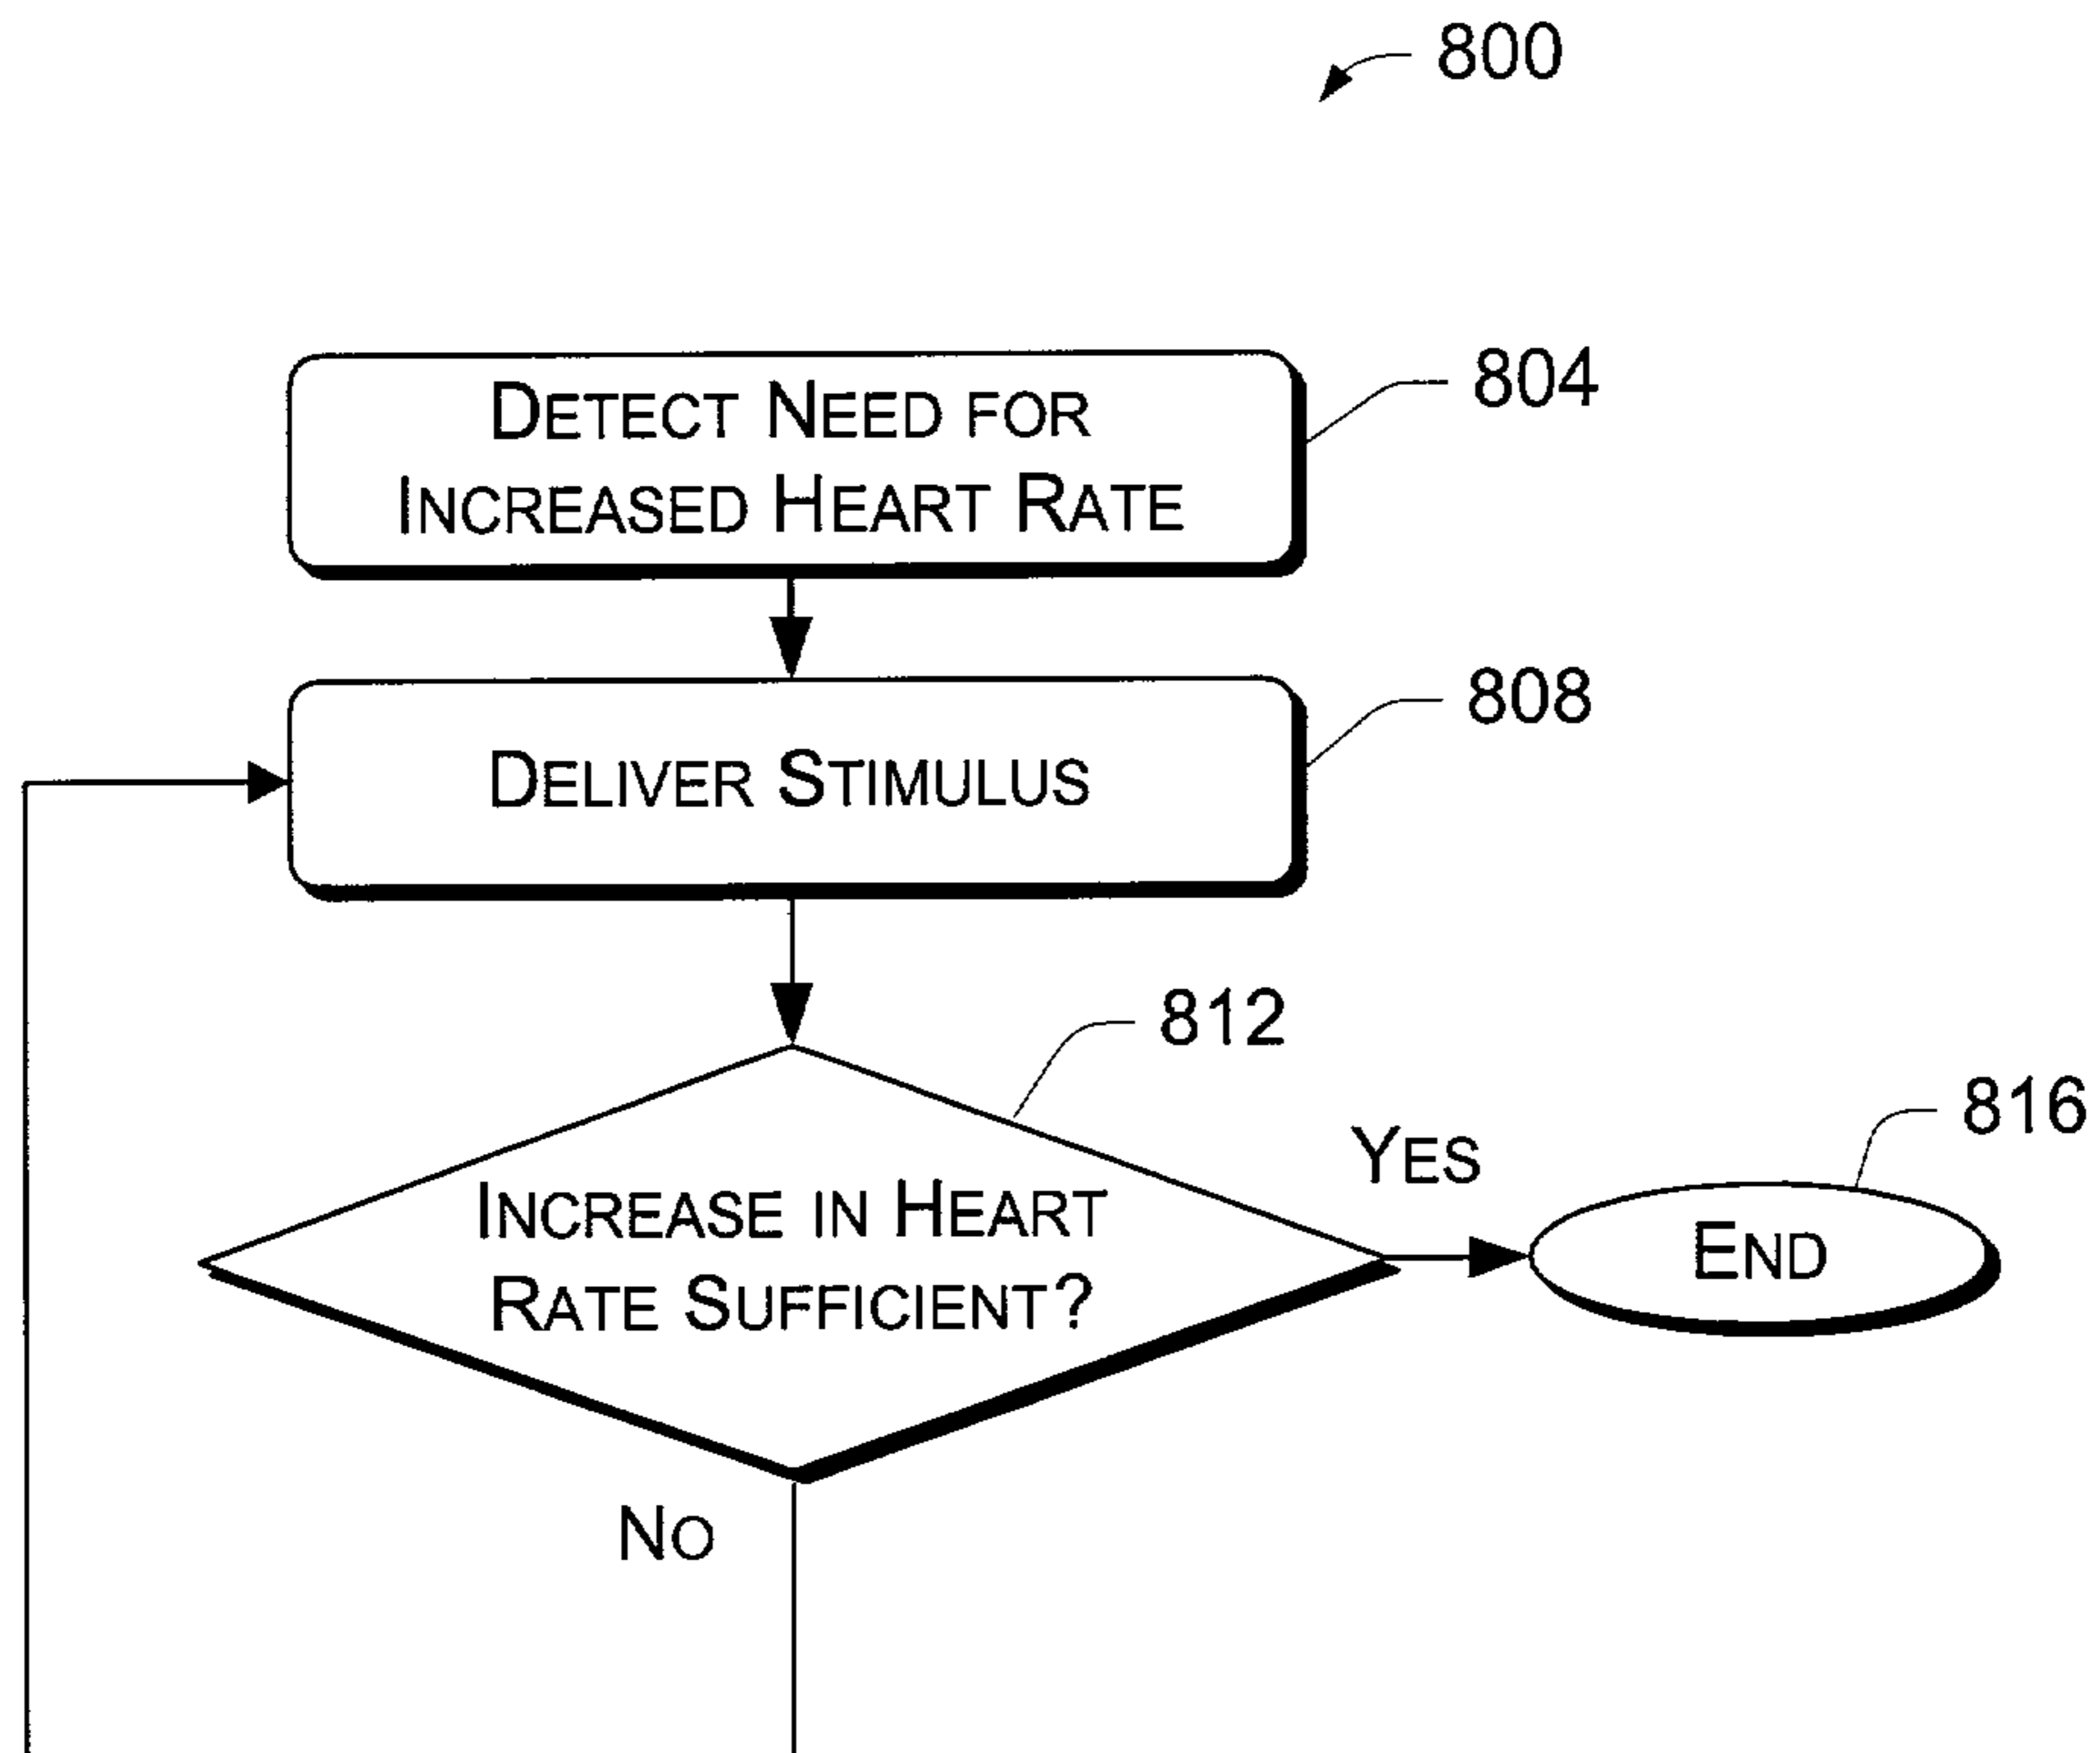 800
DETECT NEED FOR
INCREASED HEART RATE
804
DELIVER STIMULUS
808
812
INCREASE IN HEART
RATE SUFFICIENT?
YES
816
END
NO